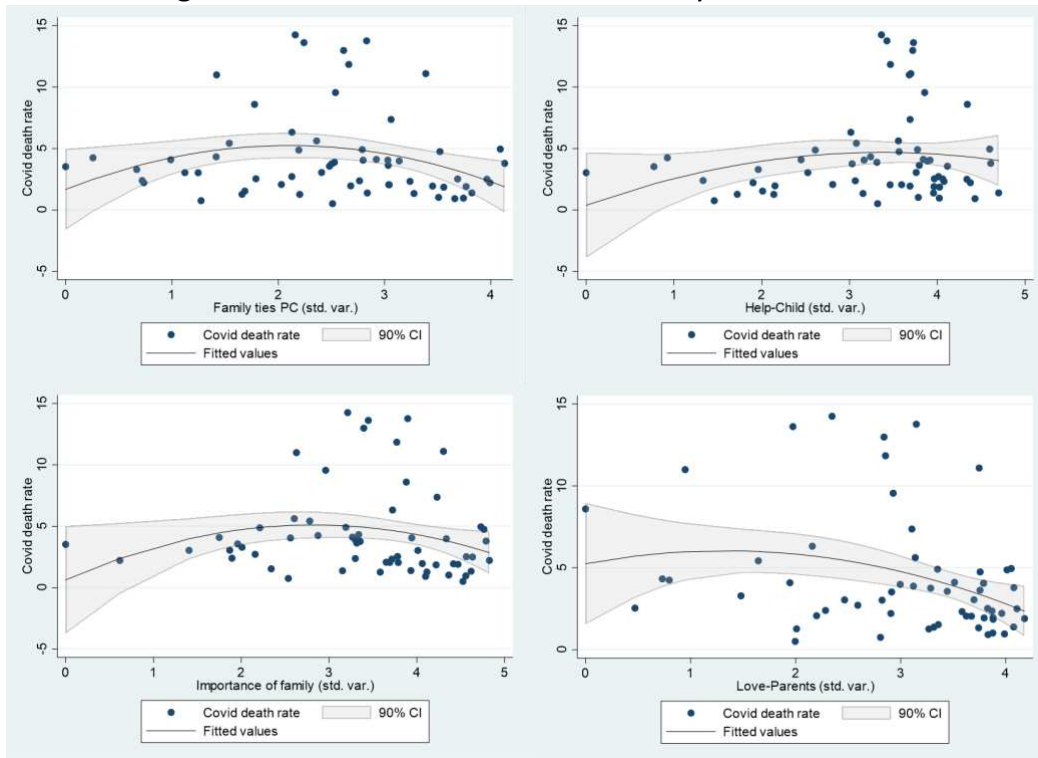 Covid death rate
15
10
5
0
-5
0 1 2 3 4
Family ties PC (std. var.)
Covid death rate 90% CI
Fitted values
Covid death rate
15
10
5
0
-5
0 1 2 3 4 5
Help-Child (std. var.)
Covid death rate 90% CI
Fitted values
Covid death rate
15
10
5
0
-5
0 1 2 3 4 5
Importance of family (std. var.)
Covid death rate 90% CI
Fitted values
Covid death rate
15
10
5
0
0 1 2 3 4
Love-Parents (std. var.)
Covid death rate 90% CI
Fitted values